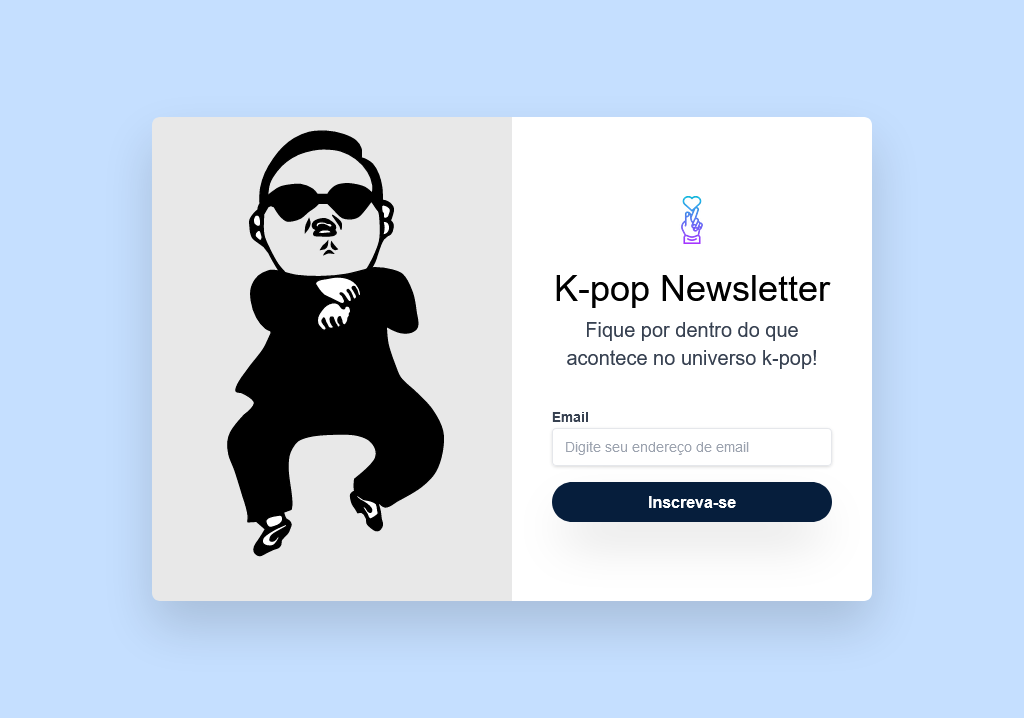 K-pop Newsletter
Fique por dentro do que
acontece no universo k-pop!
Email
Digite seu endereço de email
Inscreva-se